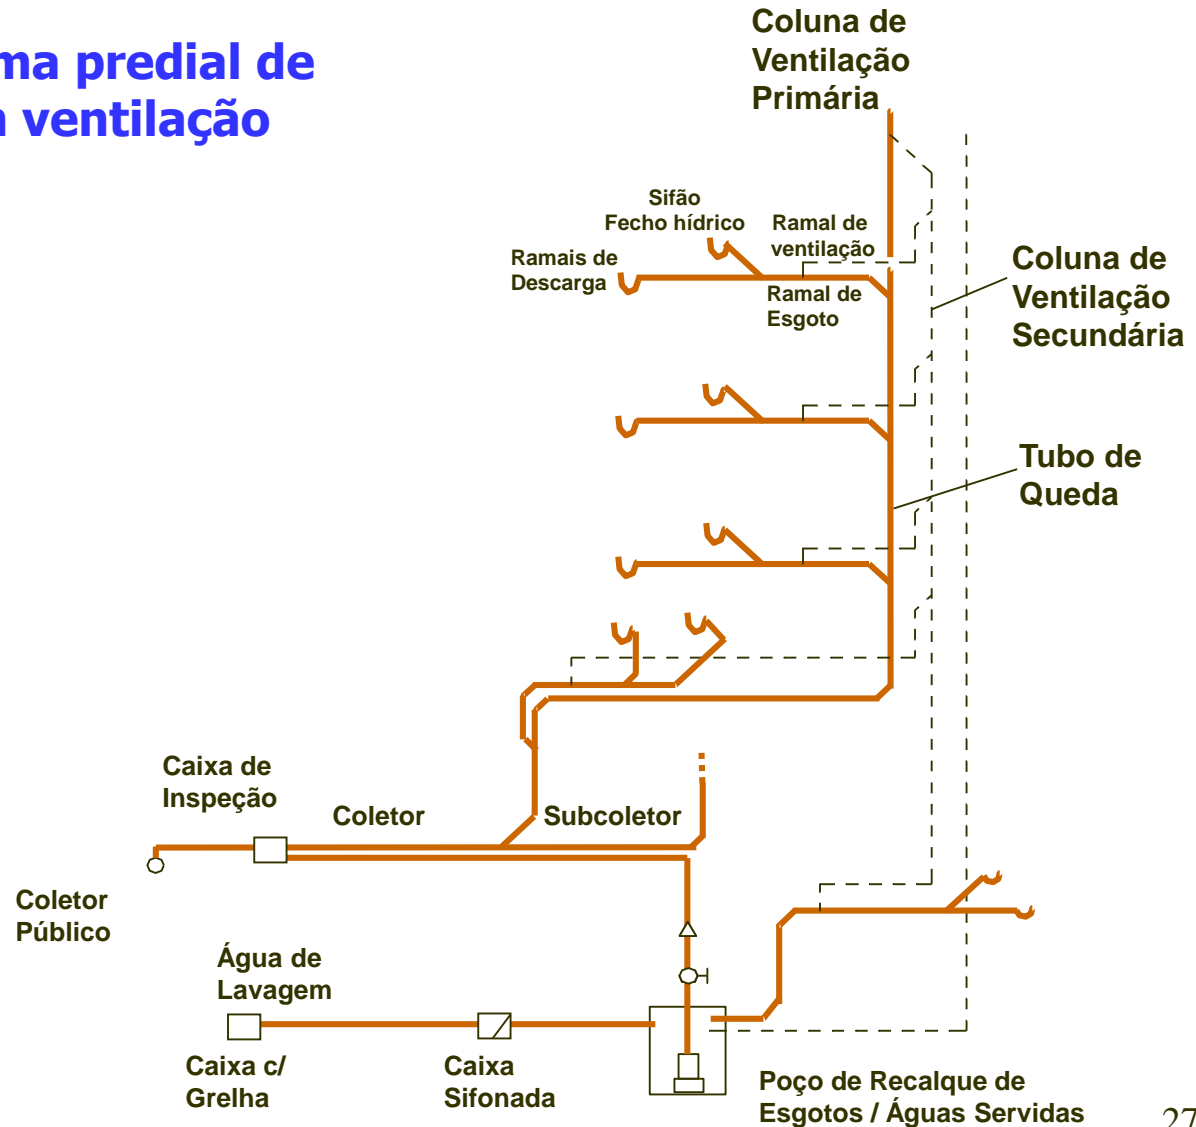 ma predial de
ventilação
Coluna de
Ventilação
Primária
Sifão
Fecho hídrico
Ramal de
ventilação
Ramais de
Descarga
Ramal de
Esgoto
Coluna de
Ventilação
Secundária
Tubo de
Queda
Caixa de
Inspeção
Coletor
Subcoletor
Coletor
Público
Água de
Lavagem
Caixa c/
Grelha
Caixa
Sifonada
Poço de Recalque de
Esgotos / Águas Servidas
27